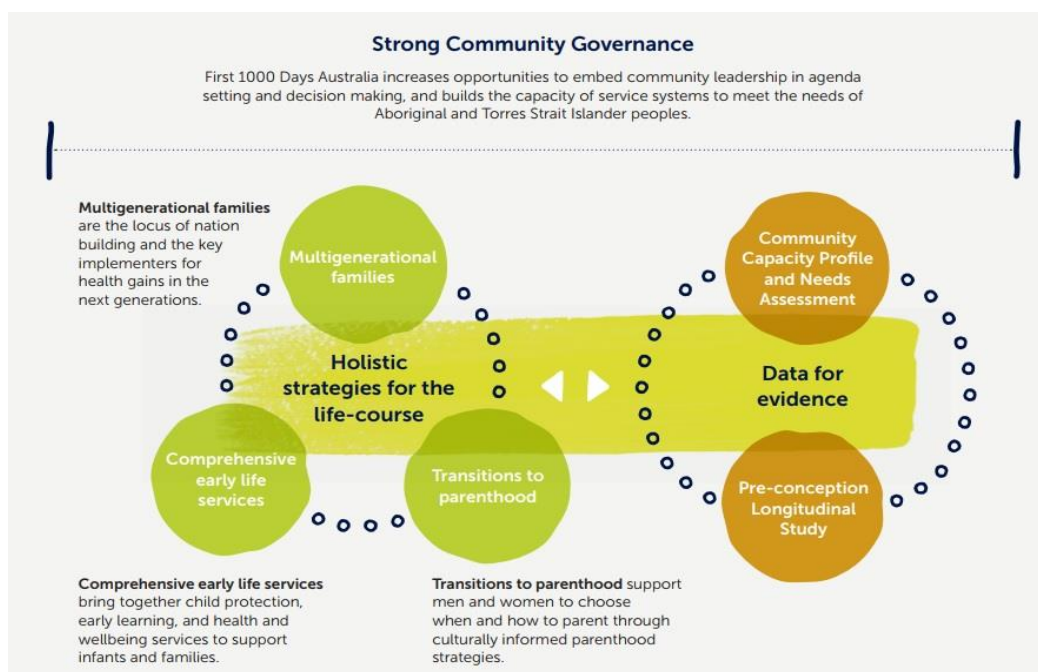 Strong Community Governance
First 1000 Days Australia increases opportunities to embed community leadership in agenda
setting and decision making, and builds the capacity of service systems to meet the needs of
Aboriginal and Torres Strait Islander peoples.
Multigenerational families
are the locus of nation
building and the key
implementers for
health gains in the
next generations.
Multigenerational
families
Community
Capacity Profile
and Needs
Assessment
Holistic
strategies for the
life-course
Data for
evidence
Comprehensive
early life
services
Transitions to
parenthood
Pre-conception
Longitudinal
Study
Comprehensive early life services
bring together child protection,
early learning, and health and
wellbeing services to support
infants and families.
Transitions to parenthood support
men and women to choose
when and how to parent through
culturally informed parenthood
strategies.